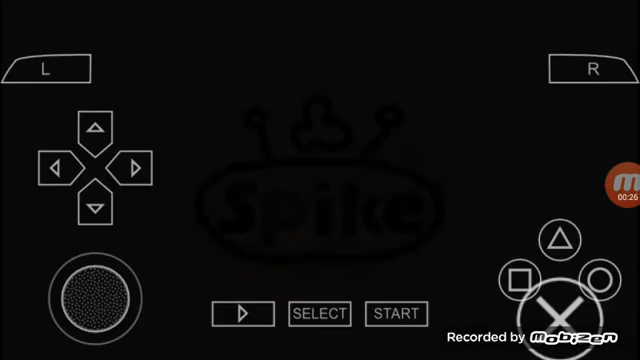 L
R
Spike
00:26
SELECT
START
Recorded by mobizen